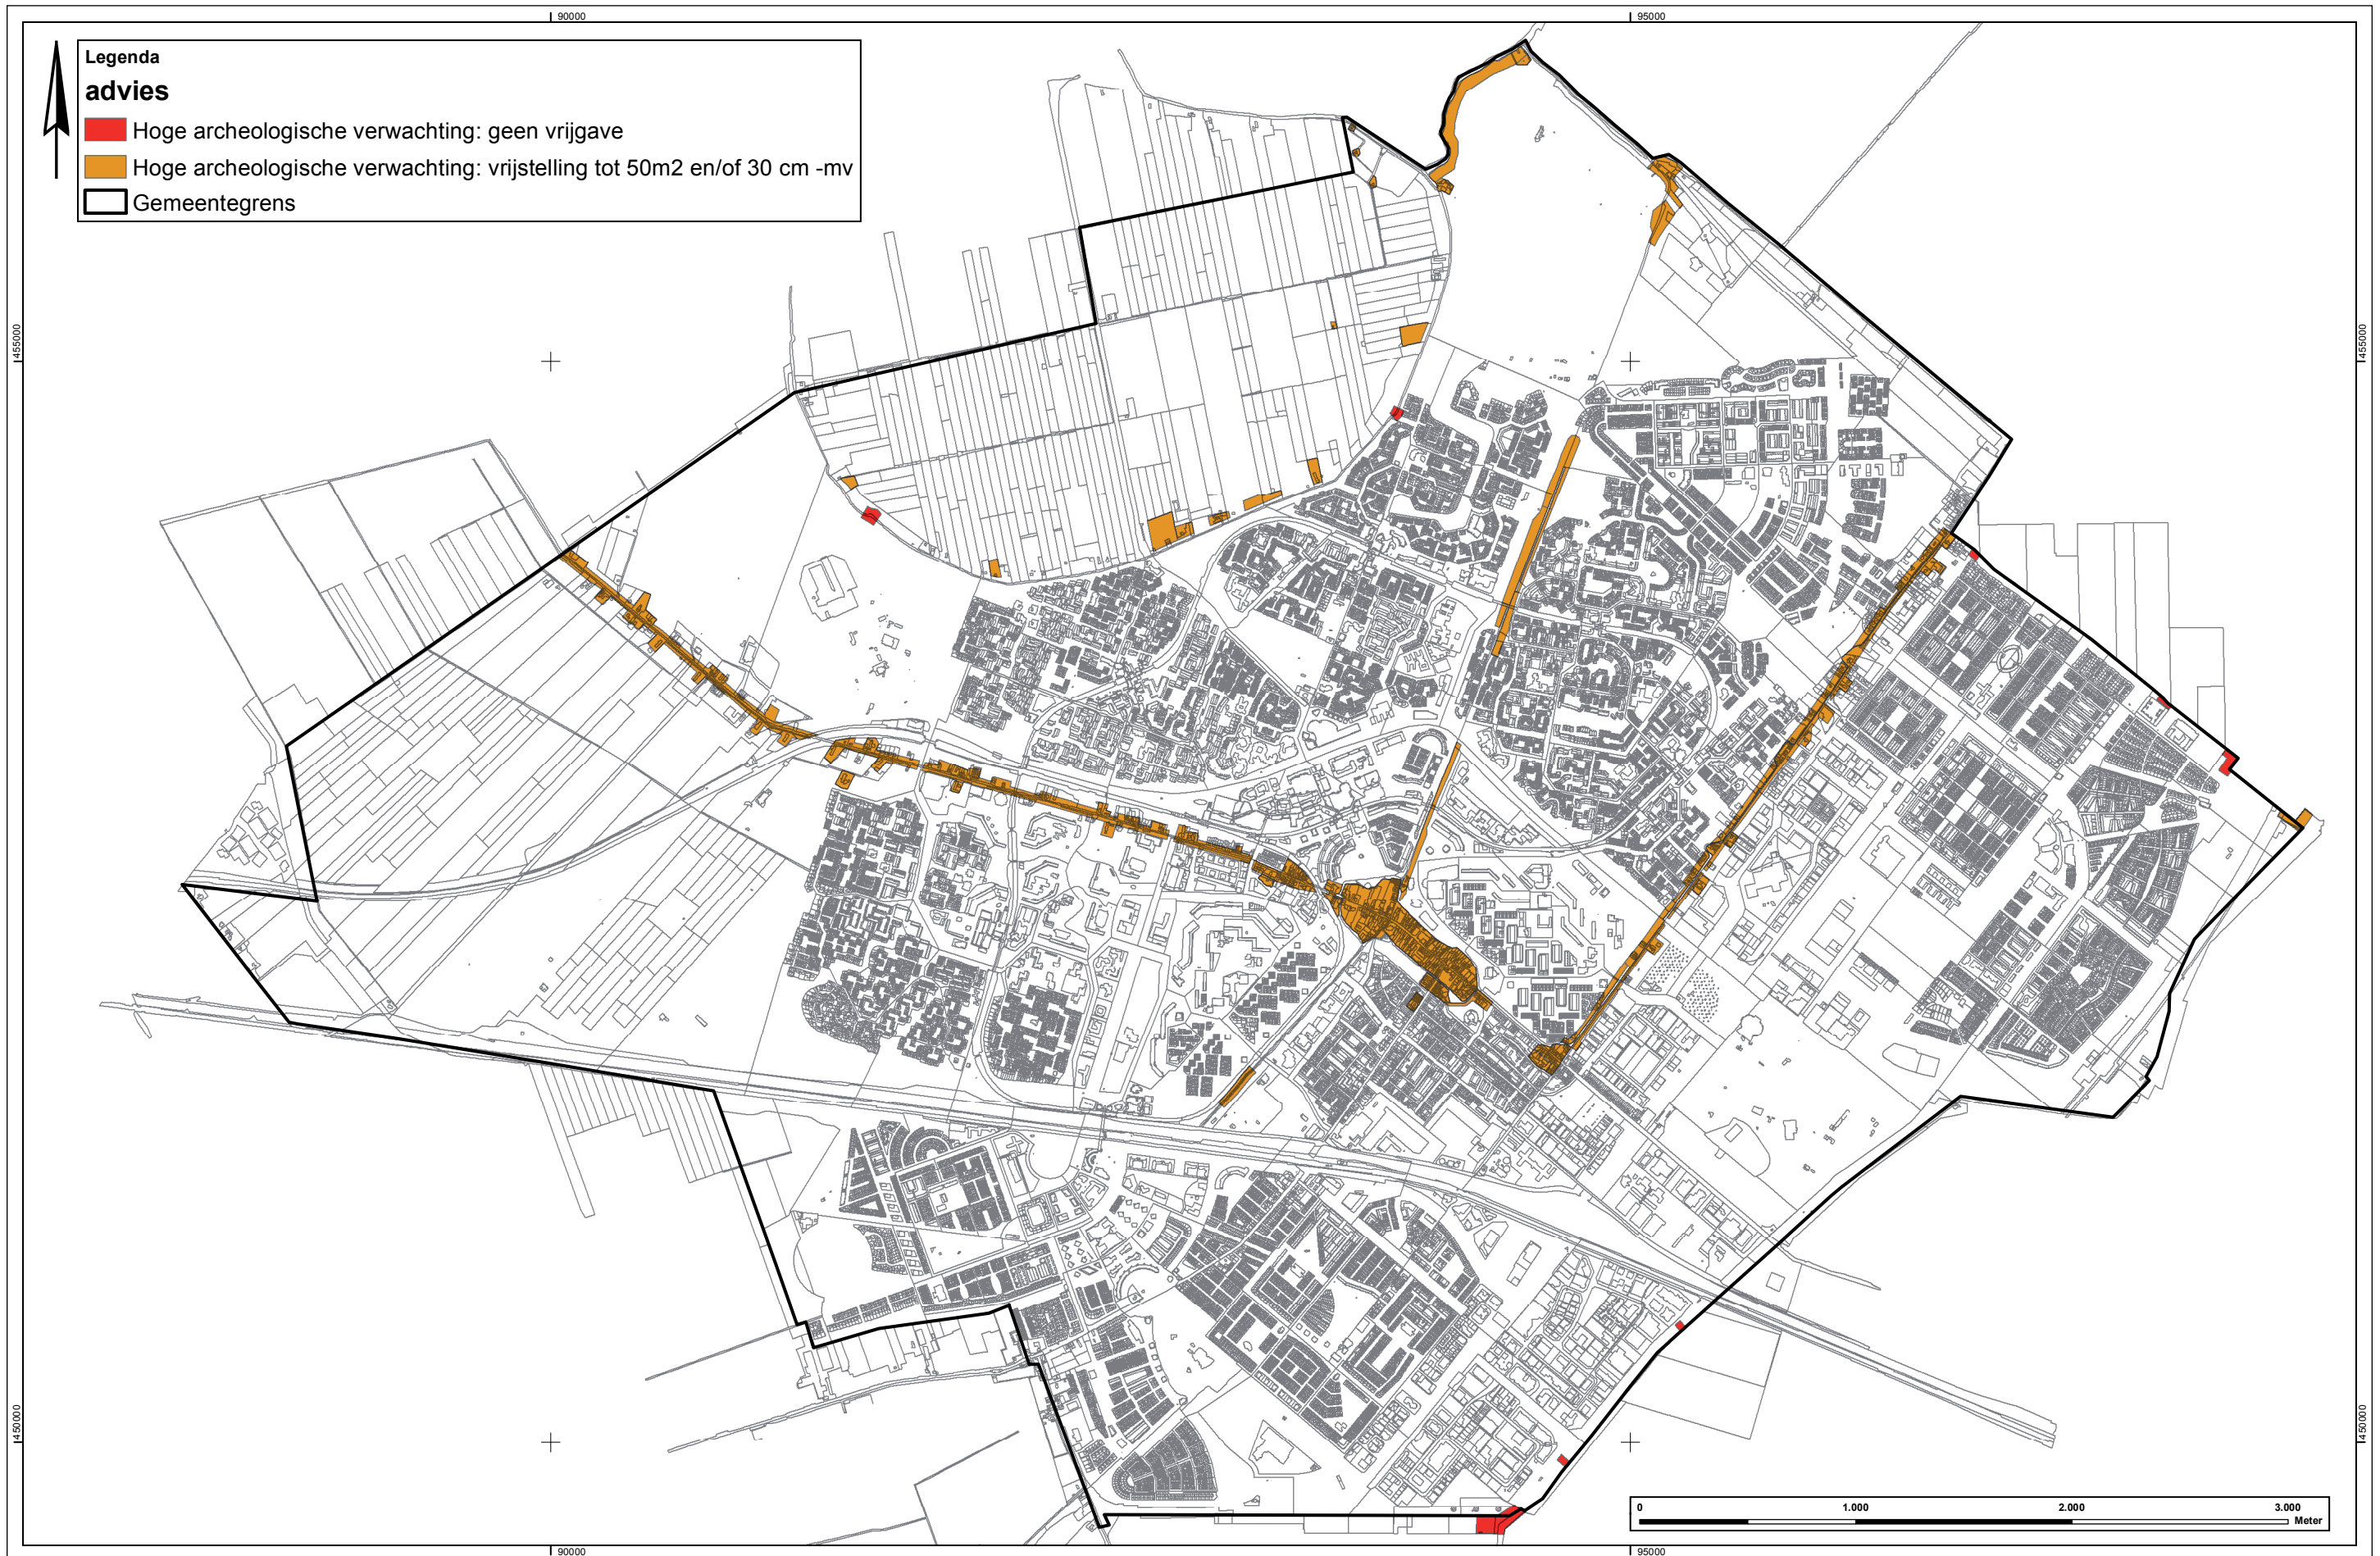 90000
95000
Legenda
advies
Hoge archeologische verwachting: geen vrijgave
Hoge archeologische verwachting: vrijstelling tot 50m2 en/of 30 cm -mv
Gemeentegrens
455000
455000
450000
450000
0 1.000 2.000 3.000
Meter
90000
95000